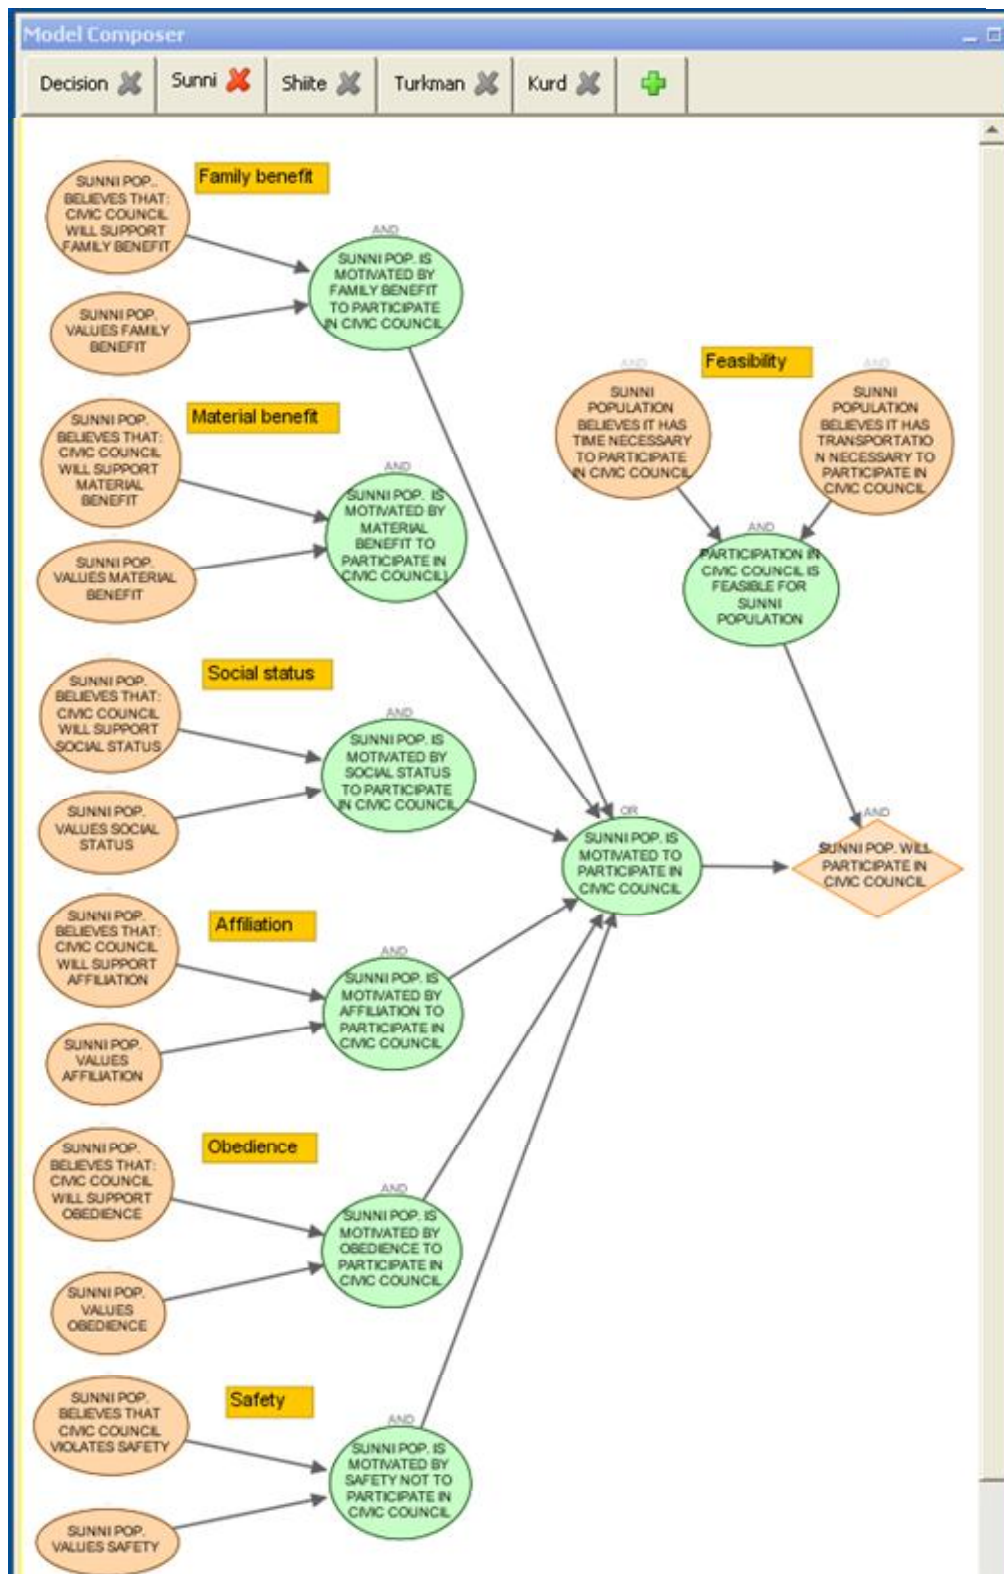 Model Composer
Decision
Sunni
Shiite
Turkman
Kurd
Family benefit
SUNNI POP..
BELIEVES THAT:
CIVIC COUNCIL
WILL SUPPORT
FAMILY BENEFIT
SUNNI POP.
VALUES FAMILY
BENEFIT
AND
SUNNI POP. IS
MOTIVATED BY
FAMILY BENEFIT
TO PARTICIPATE
IN CIVIC COUNCIL
Material benefit
SUNNI POP.
BELIEVES THAT:
CIVIC COUNCIL
WILL SUPPORT
MATERIAL
BENEFIT
SUNNI POP.
VALUES MATERIAL
BENEFIT
AND
SUNNI POP. IS
MOTIVATED BY
MATERIAL
BENEFIT TO
PARTICIPATE IN
CIVIC COUNCIL]
Social status
SUNNI POP.
BELIEVES THAT:
CIVIC COUNCIL
WILL SUPPORT
SOCIAL STATUS
SUNNI POP.
VALUES SOCIAL
STATUS
AND
SUNNI POP. IS
MOTIVATED BY
SOCIAL STATUS
TO PARTICIPATE
IN CIVIC COUNCIL
Affiliation
SUNNI POP.
BELIEVES THAT:
CIVIC COUNCIL
WILL SUPPORT
AFFILIATION
SUNNI POP.
VALUES
AFFILIATION
AND
SUNNI POP. IS
MOTIVATED BY
AFFILIATION TO
PARTICIPATE IN
CIVIC COUNCIL
Obedience
SUNNI POP.
BELIEVES THAT:
CIVIC COUNCIL
WILL SUPPORT
OBEDIENCE
SUNNI POP.
VALUES
OBEDIENCE
AND
SUNNI POP. IS
MOTIVATED BY
OBEDIENCE TO
PARTICIPATE IN
CIVIC COUNCIL
Safety
SUNNI POP.
BELIEVES THAT
CIVIC COUNCIL
VIOLATES SAFETY
SUNNI POP.
VALUES SAFETY
AND
SUNNI POP. IS
MOTIVATED BY
SAFETY NOT TO
PARTICIPATE IN
CIVIC COUNCIL
Feasibility
AND
SUNNI
POPULATION
BELIEVES IT HAS
TIME NECESSARY
TO PARTICIPATE
IN CIVIC COUNCIL
AND
SUNNI
POPULATION
BELIEVES IT HAS
TRANSPORTATIO
N NECESSARY TO
PARTICIPATE IN
CIVIC COUNCIL
AND
PARTICIPATION IN
CIVIC COUNCIL IS
FEASIBLE FOR
SUNNI
POPULATION
OR
SUNNI POP. IS
MOTIVATED TO
PARTICIPATE IN
CIVIC COUNCIL
AND
SUNNI POP. WILL
PARTICIPATE IN
CIVIC COUNCIL